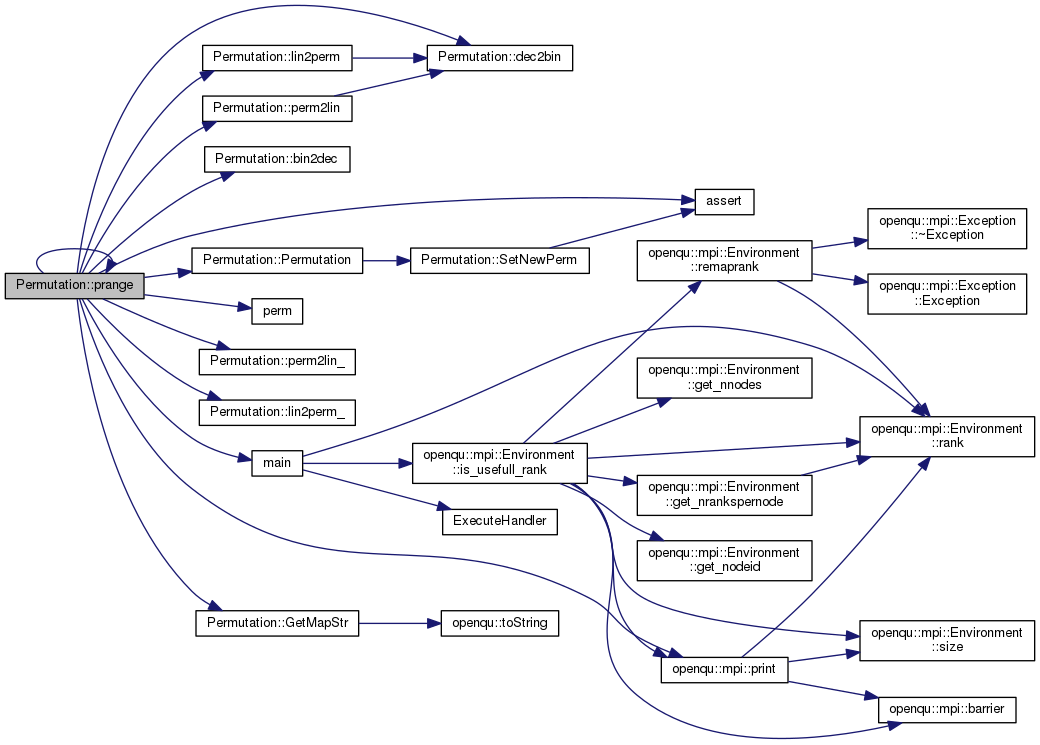 Permutation::prange
Permutation::lin2perm
Permutation::dec2bin
Permutation::perm2lin
Permutation::bin2dec
assert
Permutation::Permutation
Permutation::SetNewPerm
perm
Permutation::perm2lin_
Permutation::lin2perm_
main
openqu::mpi::Environment
::is_usefull_rank
ExecuteHandler
Permutation::GetMapStr
openqu::toString
openqu::mpi::Environment
::remaprank
openqu::mpi::Exception
::~Exception
openqu::mpi::Exception
::Exception
openqu::mpi::Environment
::get_nnodes
openqu::mpi::Environment
::rank
openqu::mpi::Environment
::get_nrankspernode
openqu::mpi::Environment
::get_nodeid
openqu::mpi::Environment
::size
openqu::mpi::print
openqu::mpi::barrier